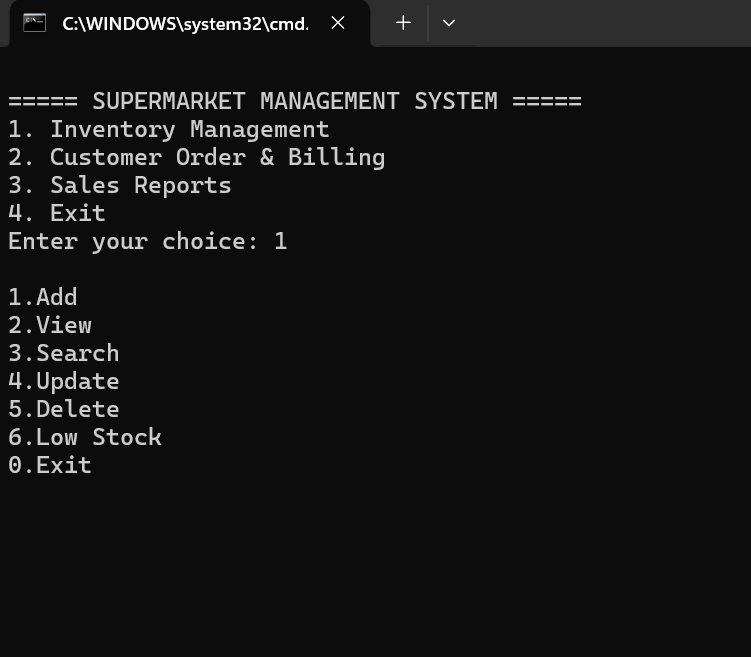 C:\WINDOWS\system32\cmd.
===== SUPERMARKET MANAGEMENT SYSTEM =====
1. Inventory Management
2. Customer Order & Billing
3. Sales Reports
4. Exit
Enter your choice: 1
1.Add
2.View
3.Search
4.Update
5.Delete
6.Low Stock
0.Exit